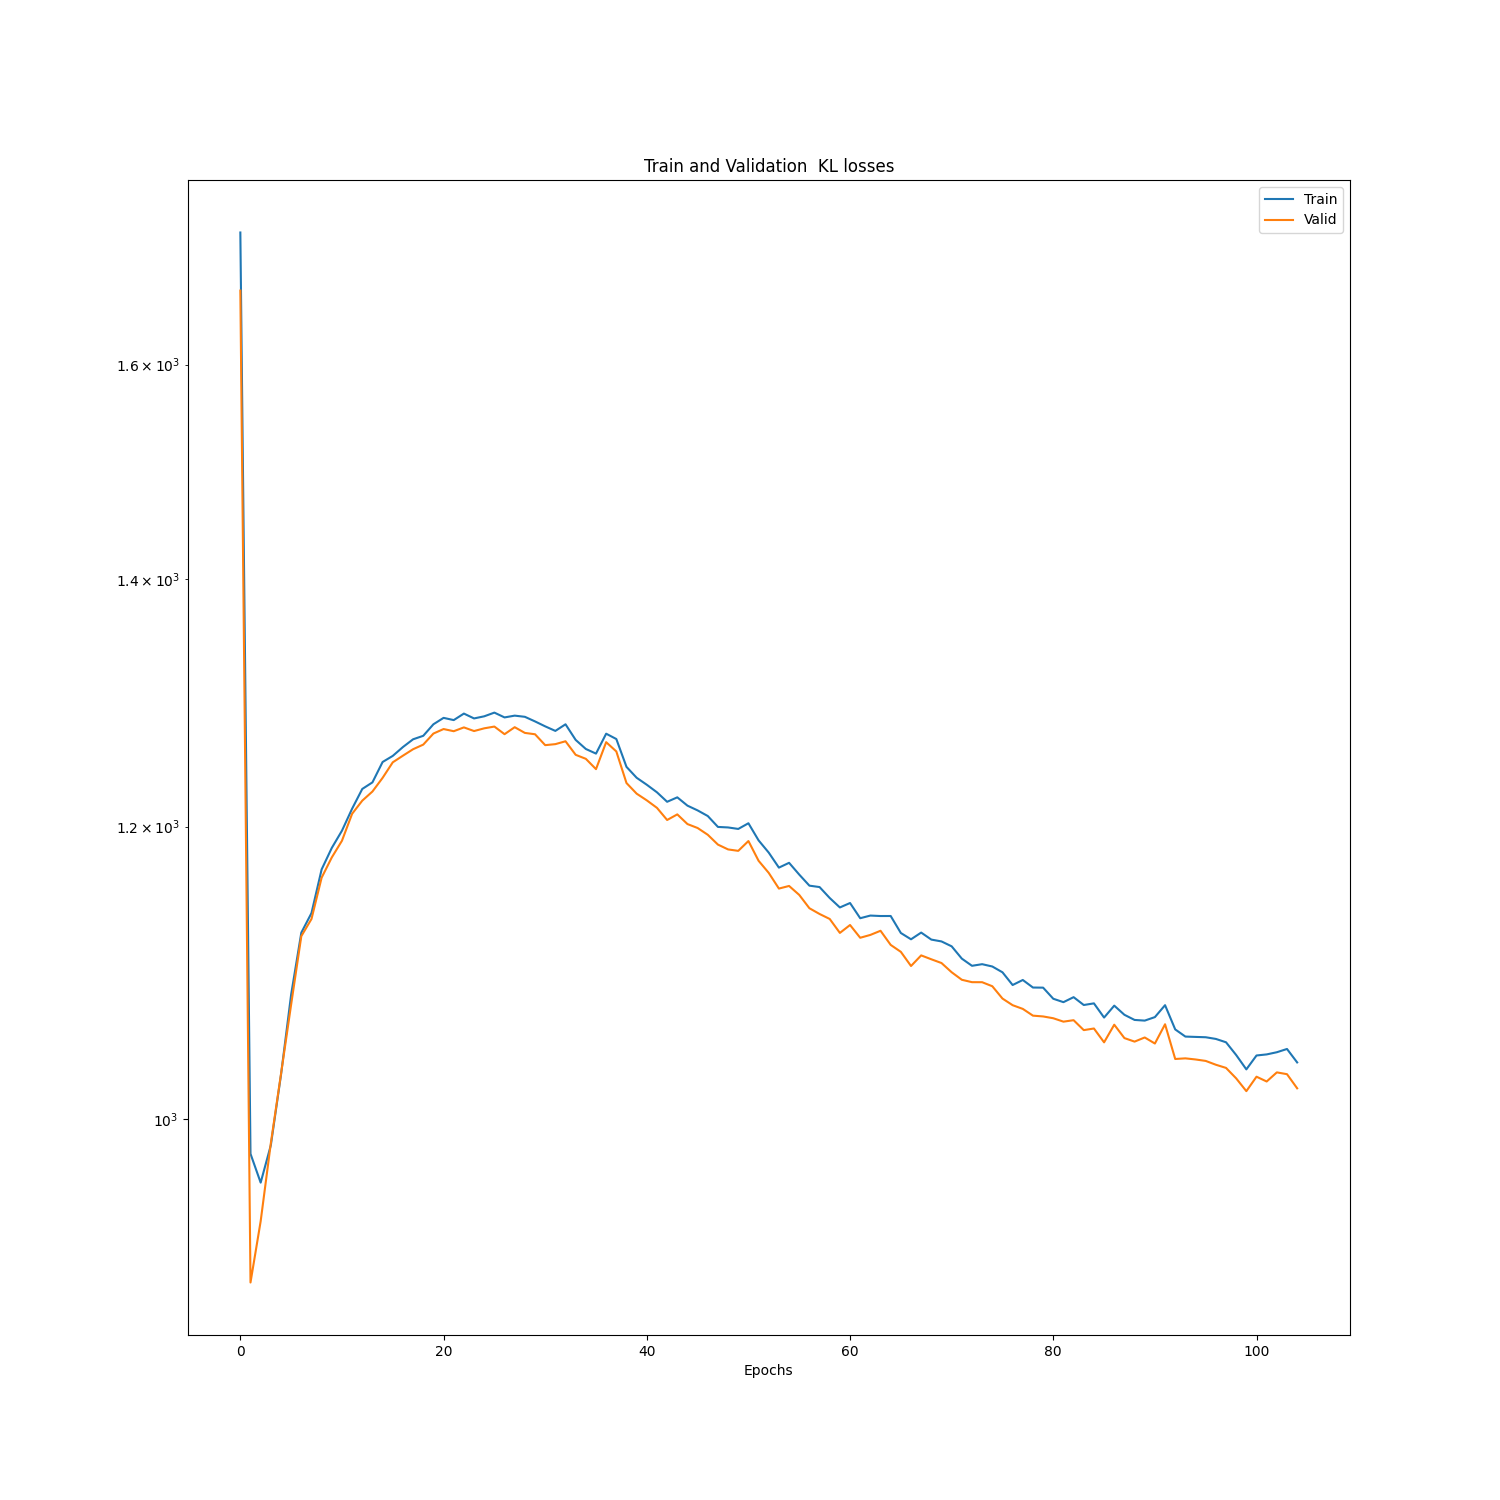 Train and Validation  KL losses
Train
Valid
1.6 × 10³
1.4 × 10³
1.2 × 10³
10³
0 20 40 60 80 100
Epochs